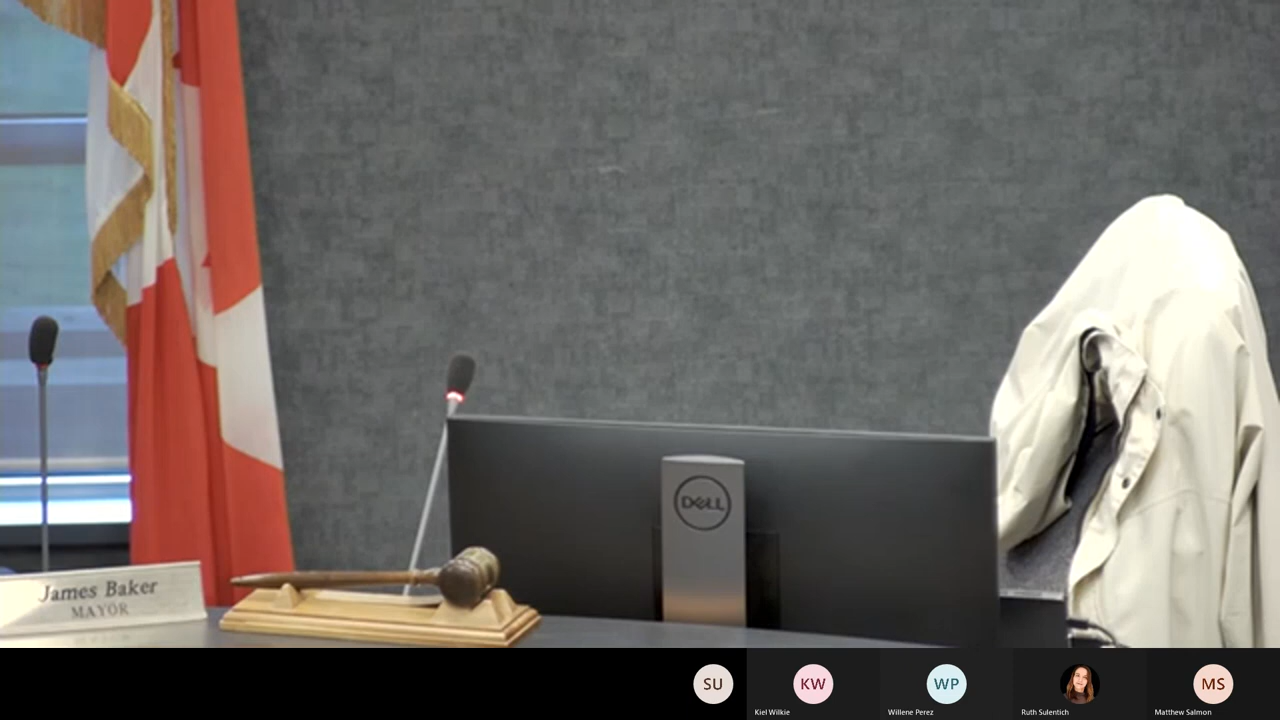 DELL
James Baker
MAYOR
SU
KW
WP
MS
Kiel Wilkie
Willene Perez
Ruth Sulentich
Matthew Salmon